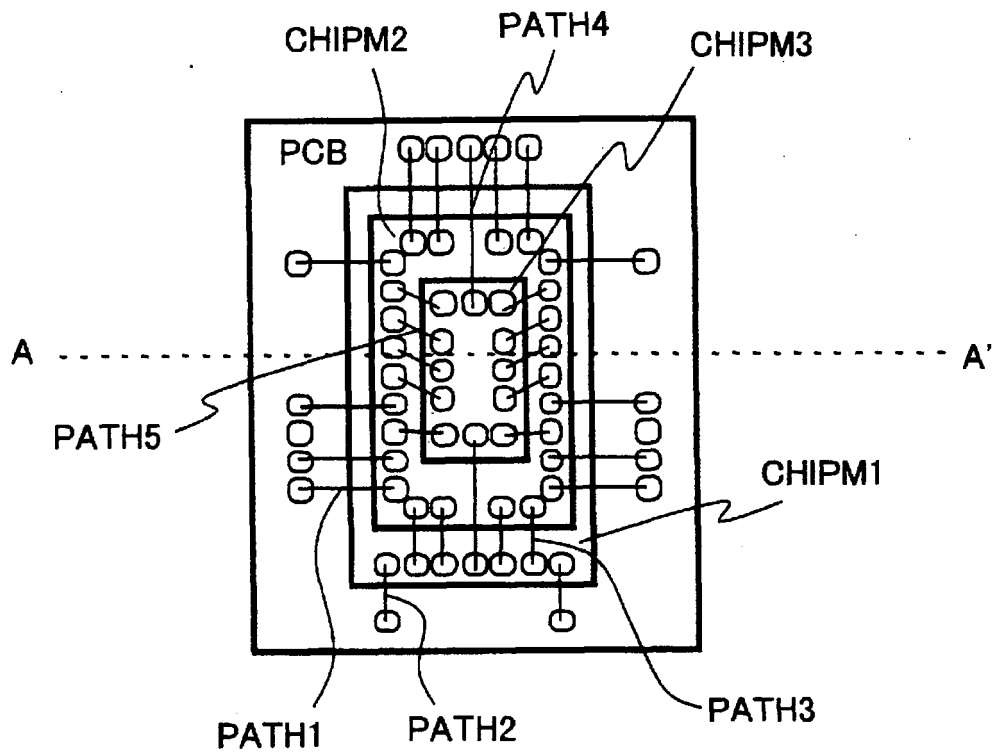 PATH4
CHIPM2
CHIPM3
PCB
A
A'
PATH5
CHIPM1
PATH3
PATH1
PATH2